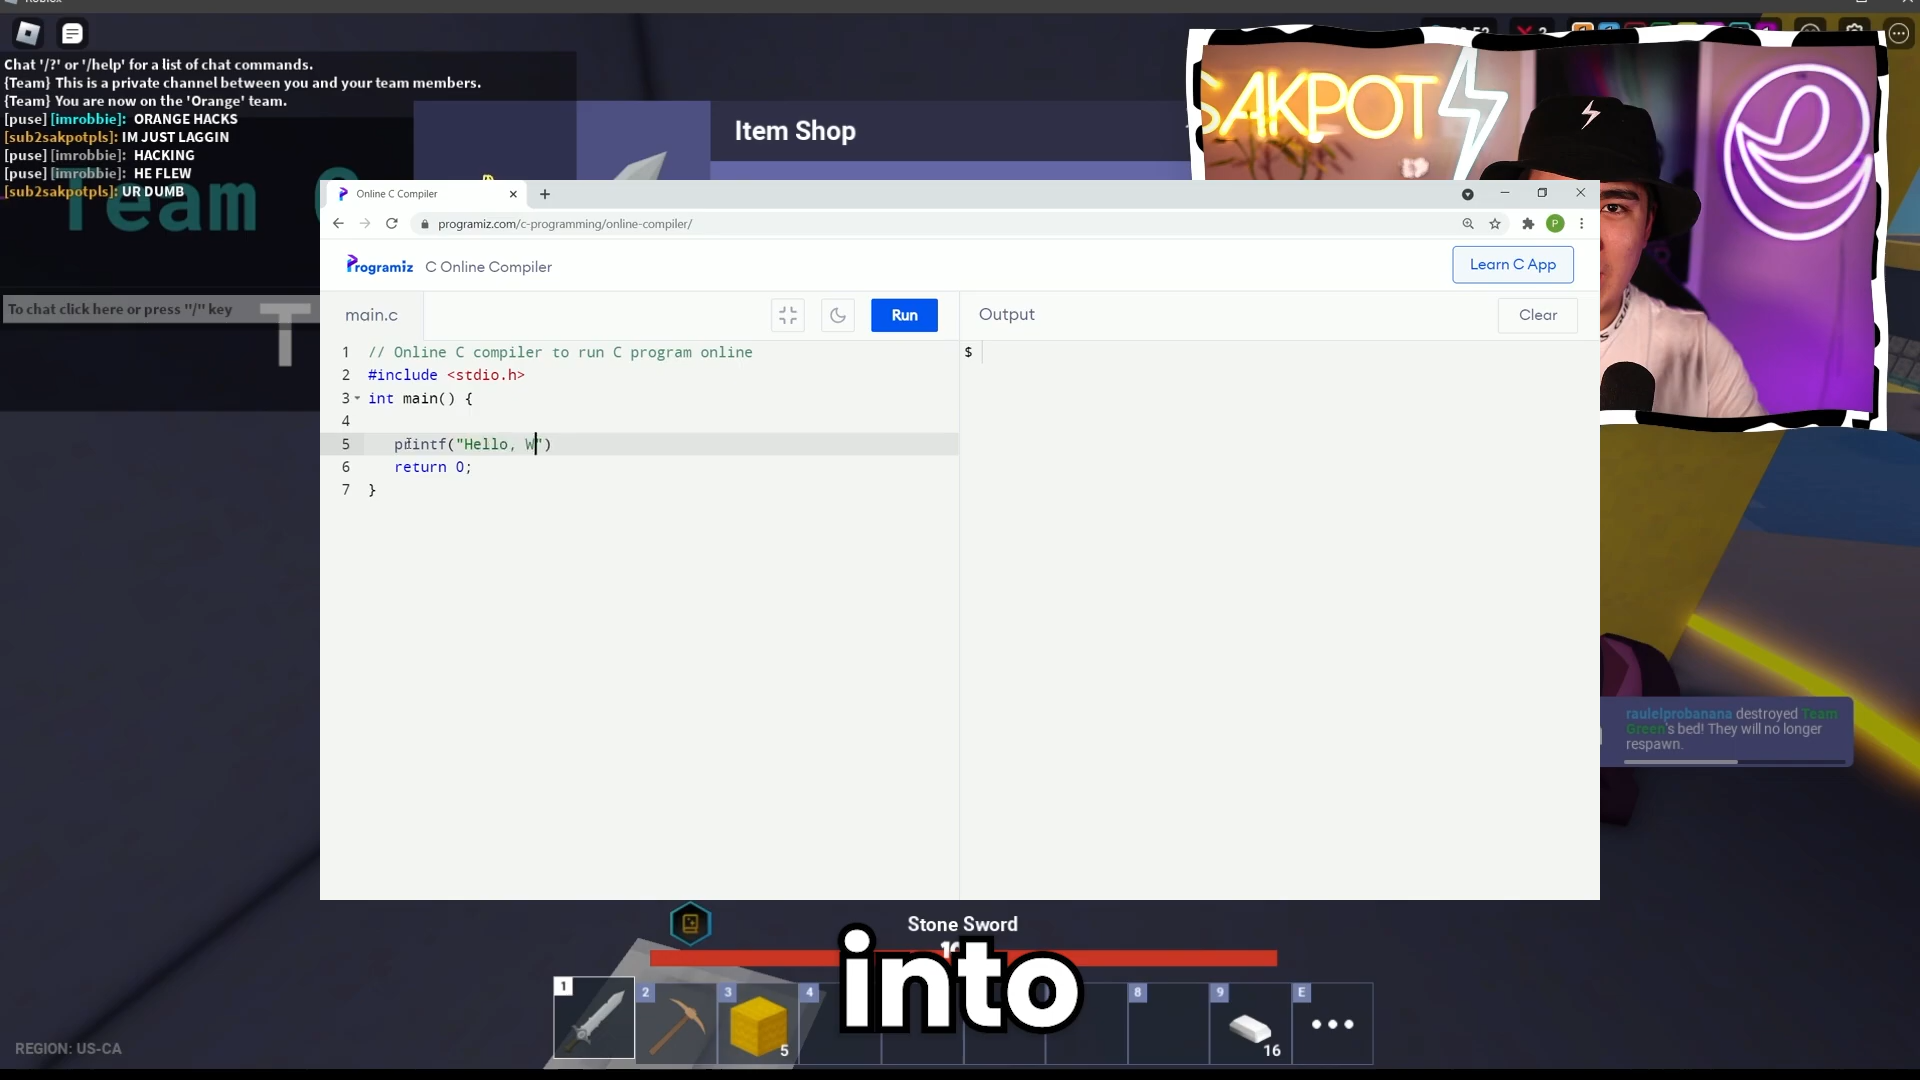 Chat '/?' or '/help' for a list of chat commands.
{Team} This is a private channel between you and your team members.
{Team} You are now on the 'Orange' team.
[puse] [imrobbie]: ORANGE HACKS
[sub2sakpotpls]: IM JUST LAGGIN
[puse] [imrobbie]: HACKING
[puse] [imrobbie]: HE FLEW
[sub2sakpotpls]: UR DUMB
Team
To chat click here or press "/" key
T
Item Shop
SAKPOT
Online C Compiler
programiz.com/c-programming/online-compiler/
P
Programiz C Online Compiler
Learn C App
main.c
Run
Output
Clear
1 // Online C compiler to run C program online
2 #include <stdio.h>
3 int main() {
4
5 printf("Hello, W")
6 return 0;
7 }
$
raulelprobanana destroyed Team
Green's bed! They will no longer
respawn.
Stone Sword
into
1
2
3
5
4
8
9
16
E
REGION: US-CA